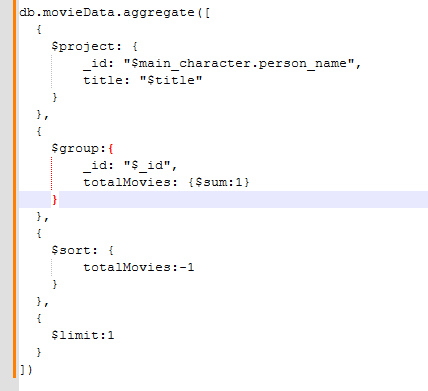 db.movieData.aggregate([
  {
    $project: {
        _id: "$main_character.person_name",
        title: "$title"
    }
  },
  {
    $group:{
        _id: "$_id",
        totalMovies: {$sum:1}
    }
  },
  {
    $sort: {
        totalMovies:-1
    }
  },
  {
    $limit:1
  }
])